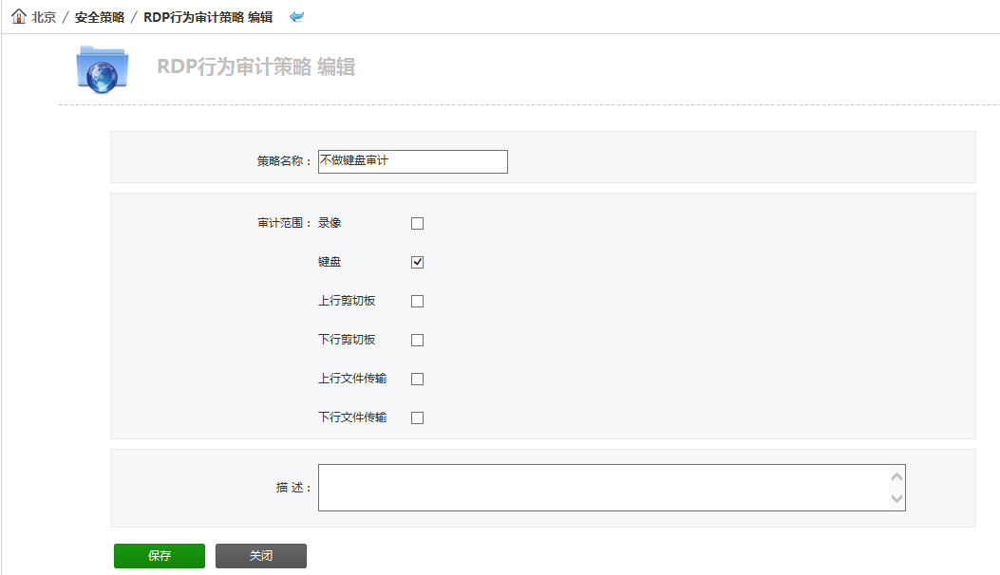 北京 / 安全策略 / RDP行为审计策略 编辑
RDP行为审计策略 编辑
策略名称： 不做键盘审计
审计范围： 录像
键盘
上行剪切板
下行剪切板
上行文件传输
下行文件传输
描 述：
保存 关闭